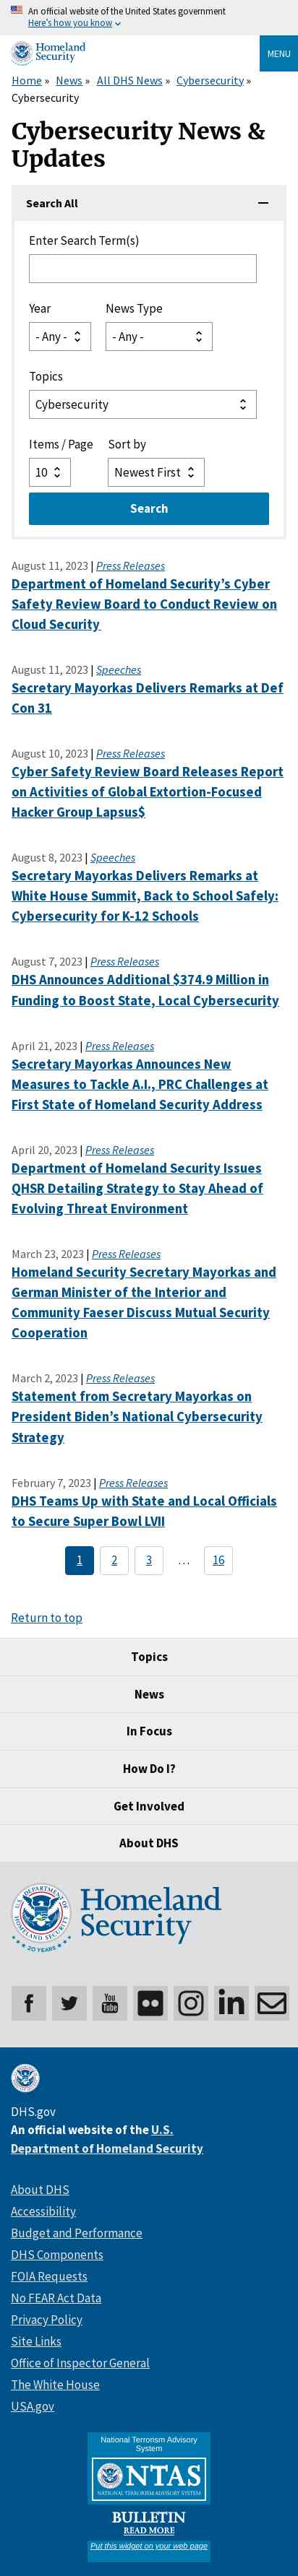 An official website of the United States government
Here's how you know
Homeland
Security
MENU
Home » News » All DHS News » Cybersecurity »
Cybersecurity
Cybersecurity News &
Updates
Search All
Enter Search Term(s)
Year News Type
- Any - - Any -
Topics
Cybersecurity
Items / Page Sort by
10 Newest First
Search
August 11, 2023 | Press Releases
Department of Homeland Security's Cyber
Safety Review Board to Conduct Review on
Cloud Security
August 11, 2023 | Speeches
Secretary Mayorkas Delivers Remarks at Def
Con 31
August 10, 2023 | Press Releases
Cyber Safety Review Board Releases Report
on Activities of Global Extortion-Focused
Hacker Group Lapsus$
August 8, 2023 | Speeches
Secretary Mayorkas Delivers Remarks at
White House Summit, Back to School Safely:
Cybersecurity for K-12 Schools
August 7, 2023 | Press Releases
DHS Announces Additional $374.9 Million in
Funding to Boost State, Local Cybersecurity
April 21, 2023 | Press Releases
Secretary Mayorkas Announces New
Measures to Tackle A.I., PRC Challenges at
First State of Homeland Security Address
April 20, 2023 | Press Releases
Department of Homeland Security Issues
QHSR Detailing Strategy to Stay Ahead of
Evolving Threat Environment
March 23, 2023 | Press Releases
Homeland Security Secretary Mayorkas and
German Minister of the Interior and
Community Faeser Discuss Mutual Security
Cooperation
March 2, 2023 | Press Releases
Statement from Secretary Mayorkas on
President Biden's National Cybersecurity
Strategy
February 7, 2023 | Press Releases
DHS Teams Up with State and Local Officials
to Secure Super Bowl LVII
1 2 3 … 16
Return to top
Topics
News
In Focus
How Do I?
Get Involved
About DHS
Homeland
Security
20 YEARS
You
Tube
in
DHS.gov
An official website of the U.S.
Department of Homeland Security
About DHS
Accessibility
Budget and Performance
DHS Components
FOIA Requests
No FEAR Act Data
Privacy Policy
Site Links
Office of Inspector General
The White House
USA.gov
National Terrorism Advisory
System
NTAS
NATIONAL TERRORISM ADVISORY SYSTEM
BULLETIN
READ MORE
Put this widget on your web page